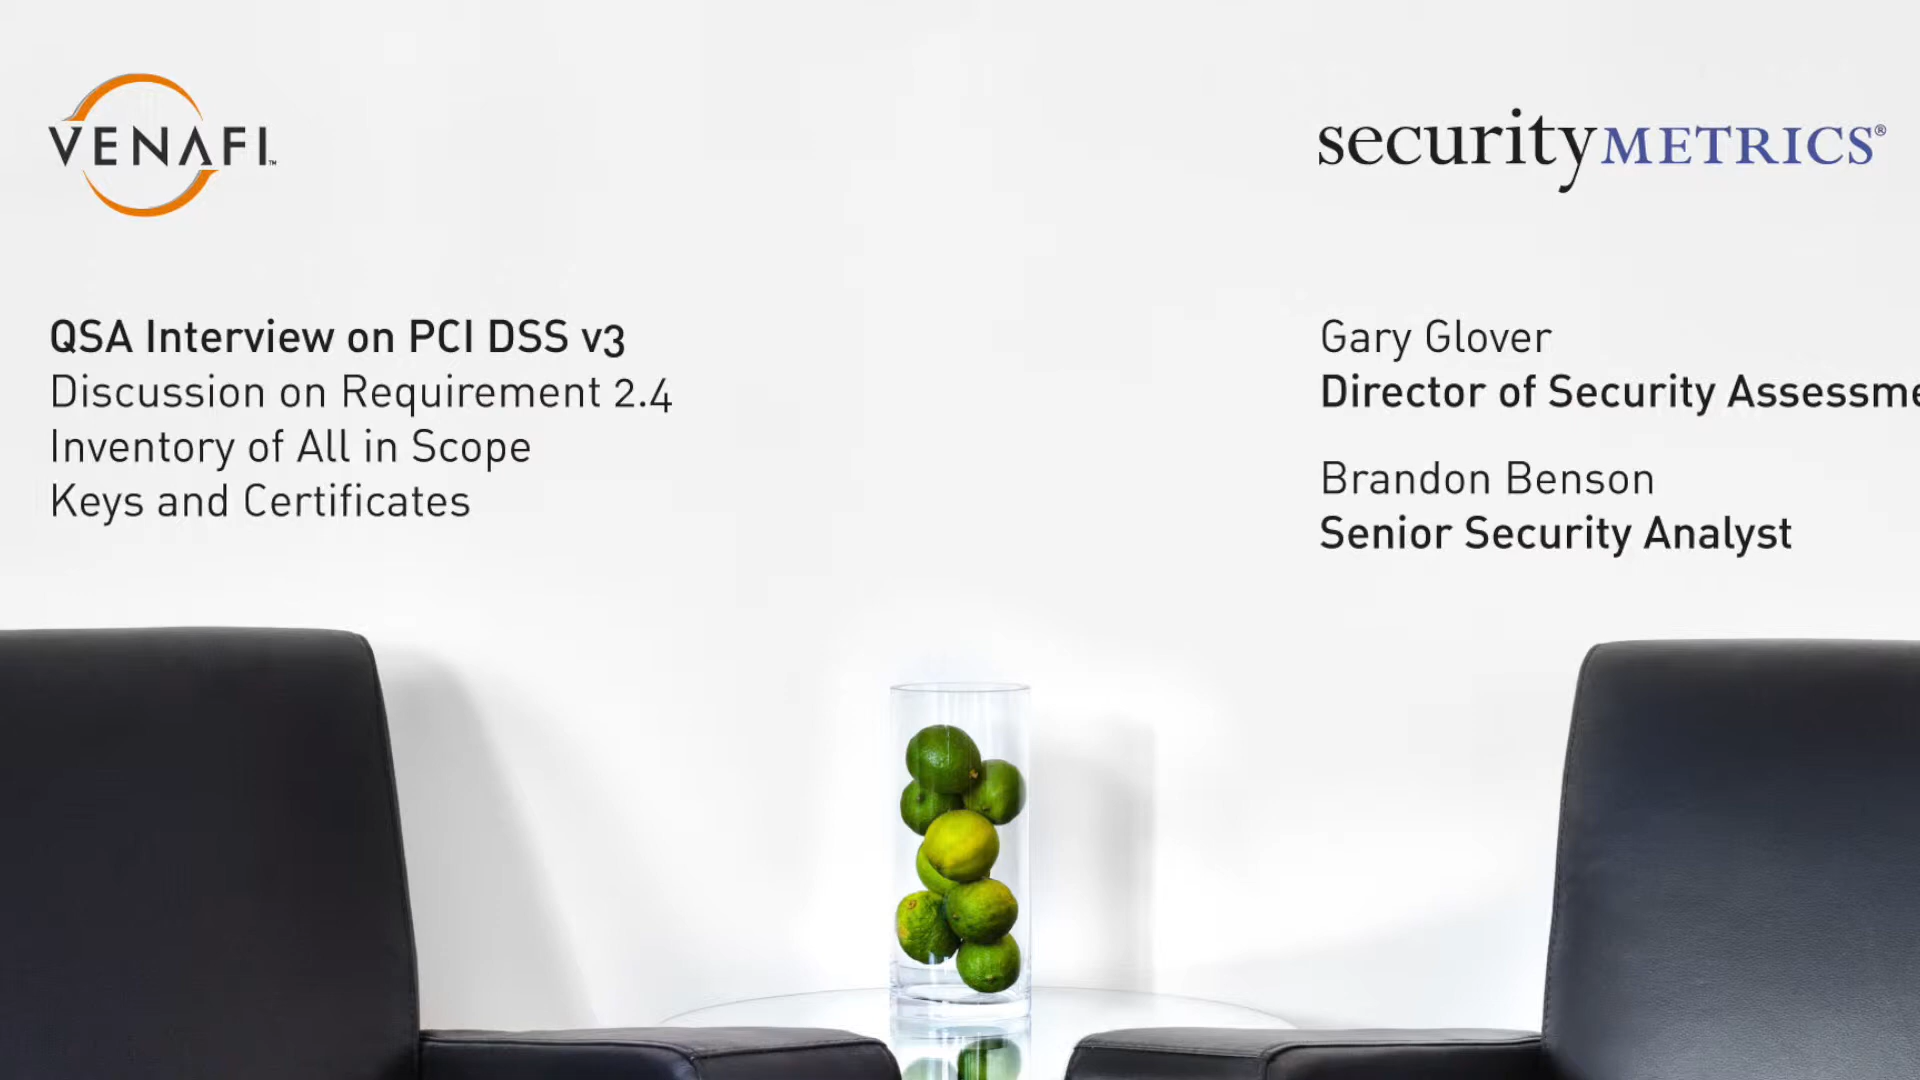 VENAFI™
securityMETRICS®
QSA Interview on PCI DSS v3
Discussion on Requirement 2.4
Inventory of All in Scope
Keys and Certificates
Gary Glover
Director of Security Assessme
Brandon Benson
Senior Security Analyst